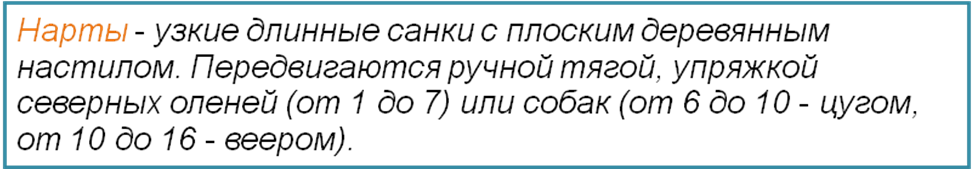 Нарты - узкие длинные санки с плоским деревянным
настилом. Передвигаются ручной тягой, упряжкой
северных оленей (от 1 до 7) или собак (от 6 до 10 - цугом,
от 10 до 16 - веером).